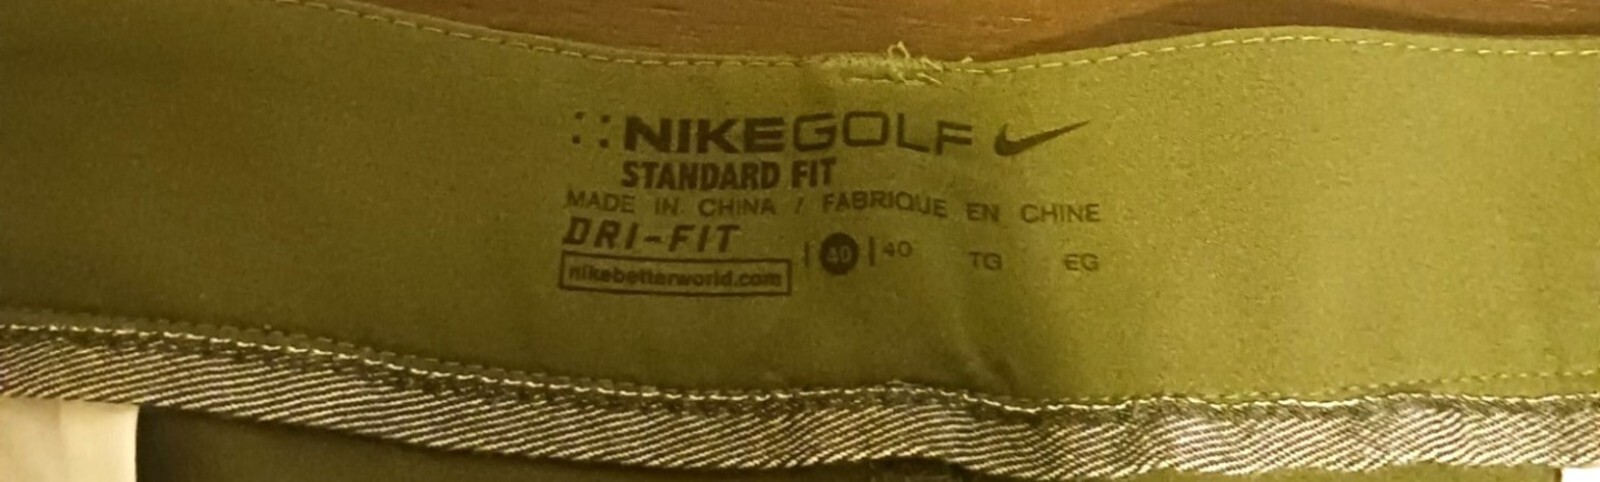 NIKEGOLF
STANDARD FIT
MADE IN CHINA / FABRIQUE EN CHINE
DRI-FIT | 40 | 40 TG EG
nikebetterworld.com